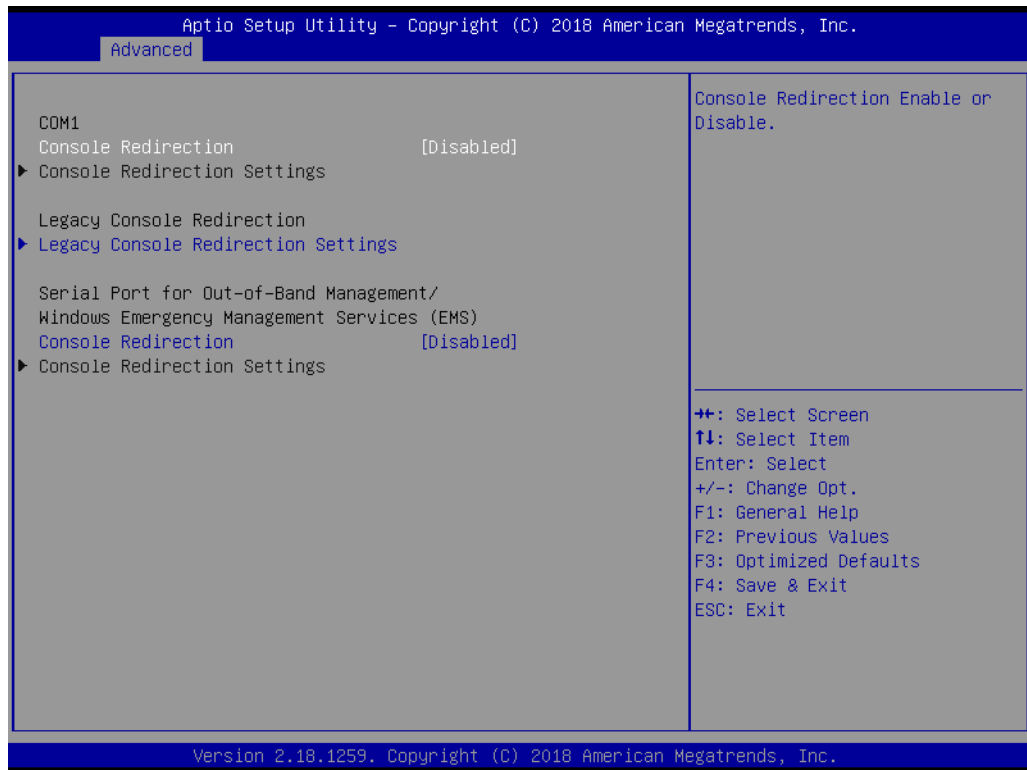 Aptio Setup Utility – Copyright (C) 2018 American Megatrends, Inc.
Advanced
COM1
Console Redirection [Disabled]
▶ Console Redirection Settings
Legacy Console Redirection
▶ Legacy Console Redirection Settings
Serial Port for Out-of-Band Management/
Windows Emergency Management Services (EMS)
Console Redirection [Disabled]
▶ Console Redirection Settings
Console Redirection Enable or
Disable.
→←: Select Screen
↑↓: Select Item
Enter: Select
+/-: Change Opt.
F1: General Help
F2: Previous Values
F3: Optimized Defaults
F4: Save & Exit
ESC: Exit
Version 2.18.1259. Copyright (C) 2018 American Megatrends, Inc.